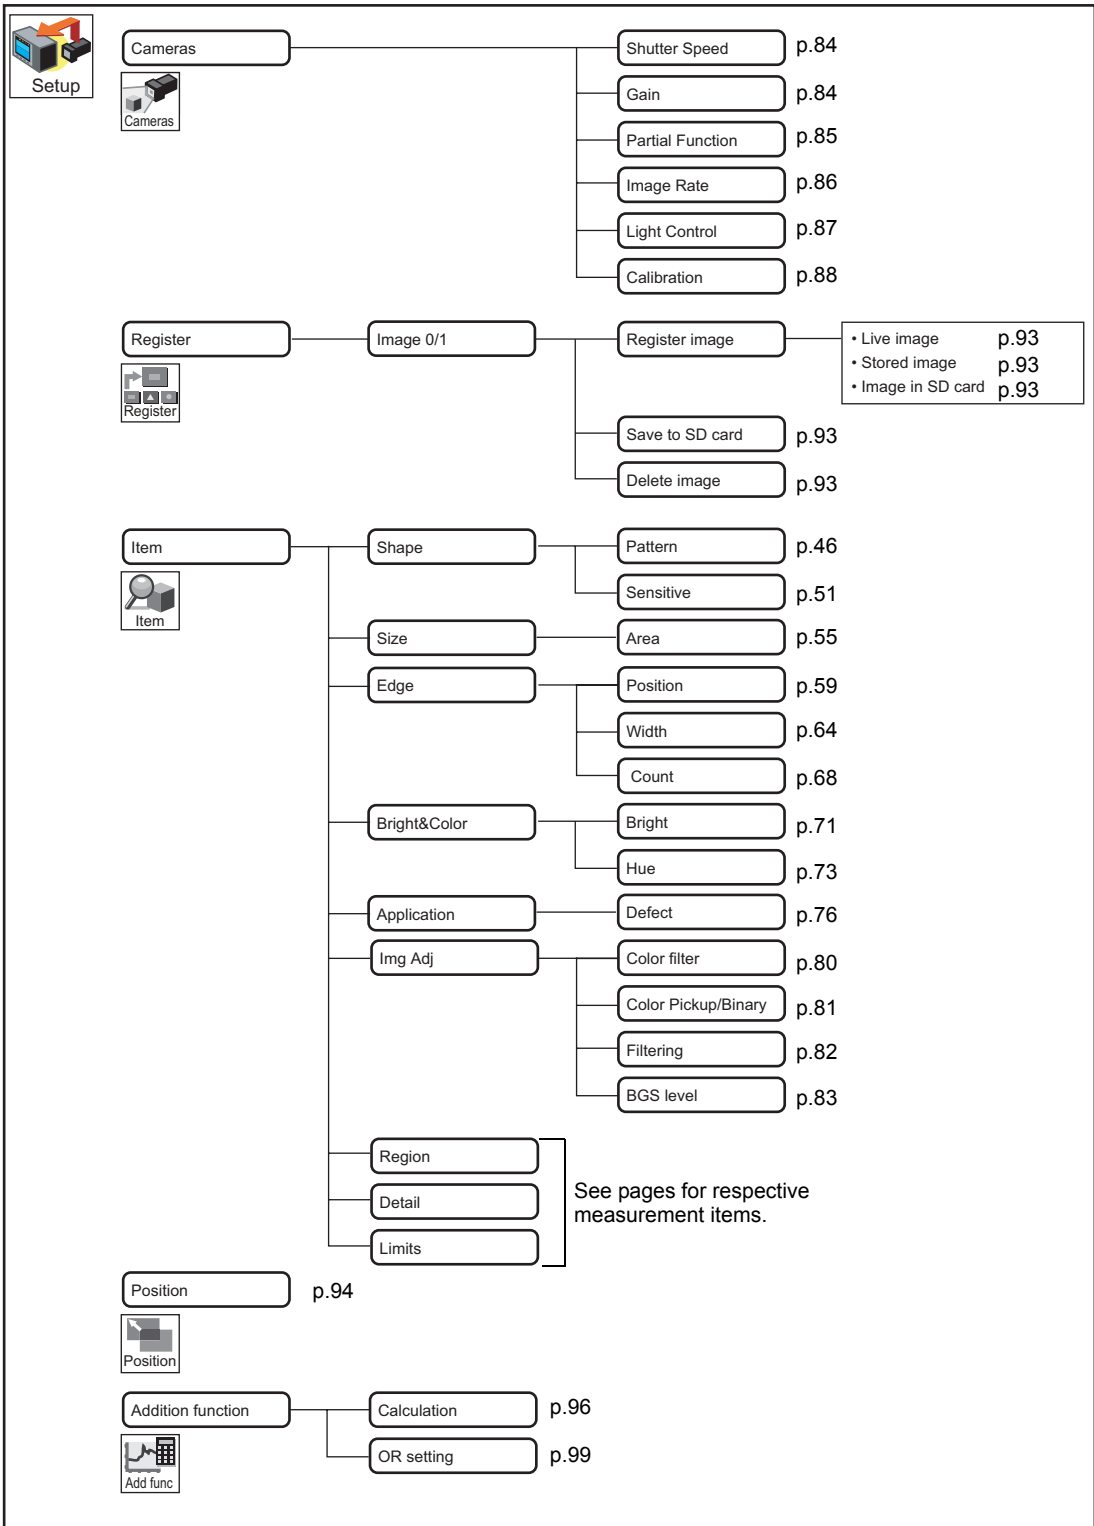 Setup
Cameras
Cameras
Shutter Speed p.84
Gain p.84
Partial Function p.85
Image Rate p.86
Light Control p.87
Calibration p.88
Register
Register
Image 0/1
Register image
• Live image p.93
• Stored image p.93
• Image in SD card p.93
Save to SD card p.93
Delete image p.93
Item
Item
Shape
Pattern p.46
Sensitive p.51
Size
Area p.55
Edge
Position p.59
Width p.64
Count p.68
Bright&Color
Bright p.71
Hue p.73
Application
Defect p.76
Img Adj
Color filter p.80
Color Pickup/Binary p.81
Filtering p.82
BGS level p.83
Region
Detail
Limits
See pages for respective
measurement items.
Position p.94
Position
Addition function
Add func
Calculation p.96
OR setting p.99